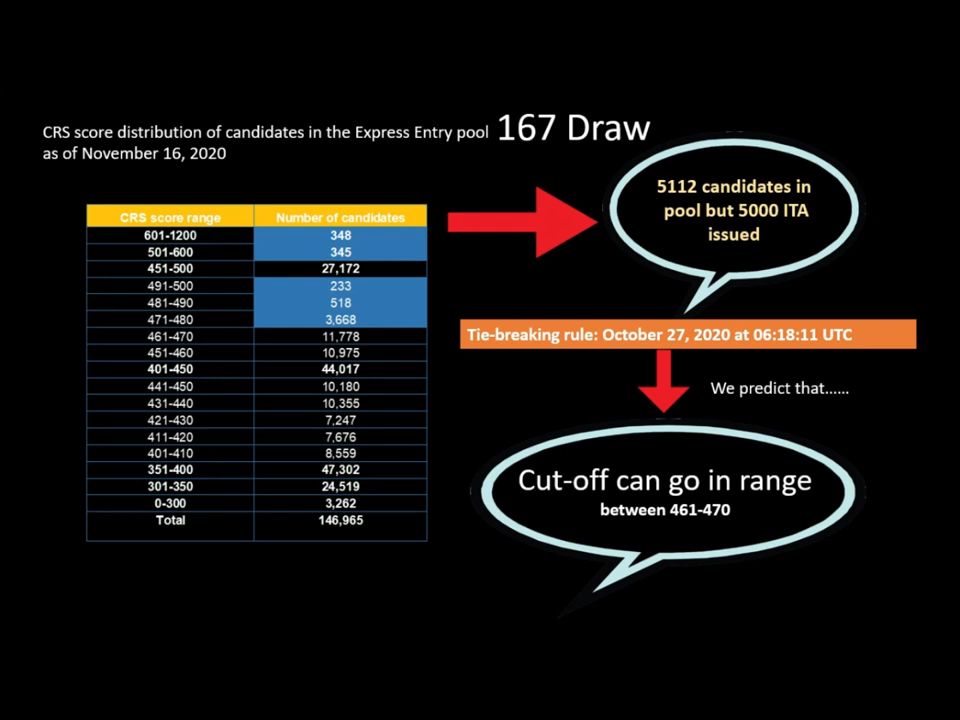 CRS score distribution of candidates in the Express Entry pool 167 Draw
as of November 16, 2020
CRS score range Number of candidates
601-1200 348
501-600 345
451-500 27,172
491-500 233
481-490 518
471-480 3,668
461-470 11,778
451-460 10,975
401-450 44,017
441-450 10,180
431-440 10,355
421-430 7,247
411-420 7,676
401-410 8,559
351-400 47,302
301-350 24,519
0-300 3,262
Total 146,965
5112 candidates in
pool but 5000 ITA
issued
Tie-breaking rule: October 27, 2020 at 06:18:11 UTC
We predict that......
Cut-off can go in range
between 461-470